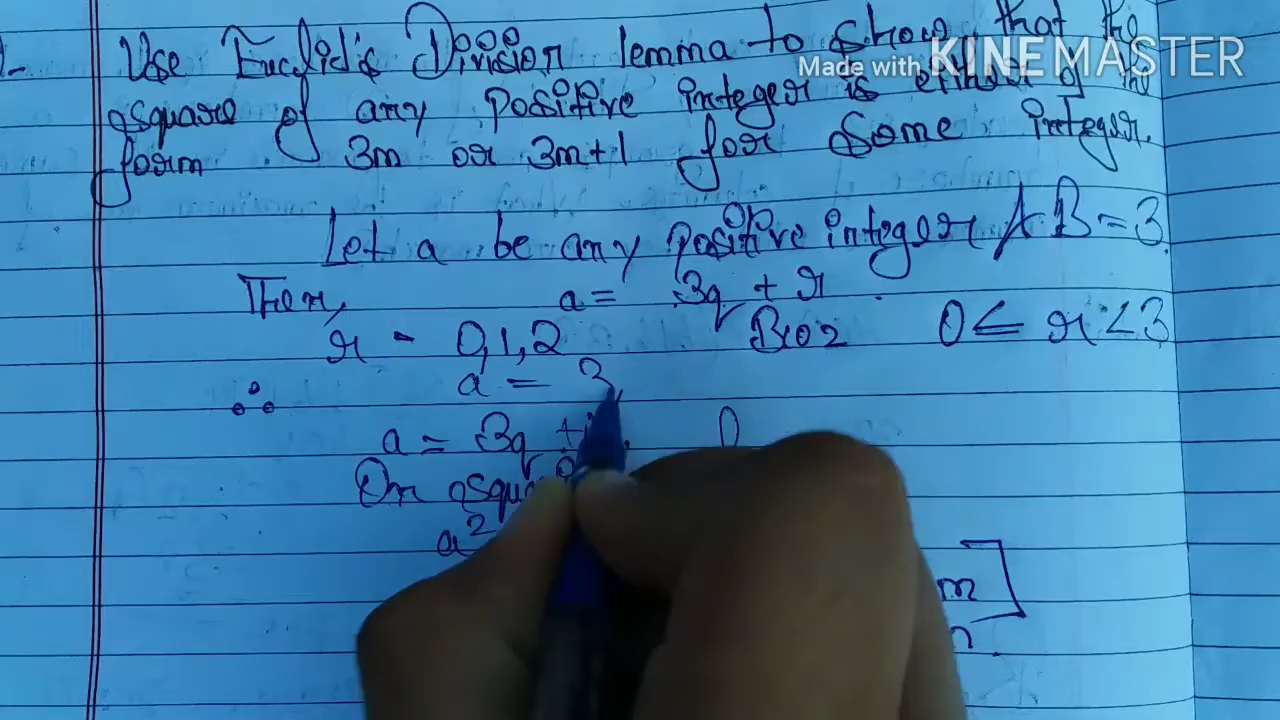 Use Euclid's Division lemma to show that the
Made with KINEMASTER
square of any positive integer is either of the
form 3m or 3m+1 for some integer.
Let a be any positive integer B=3
Then, a = 3q + r
r - 0,1,2 0 ≤ r < 3
∴ a = 3
a = 3q + 0
On
a²
m